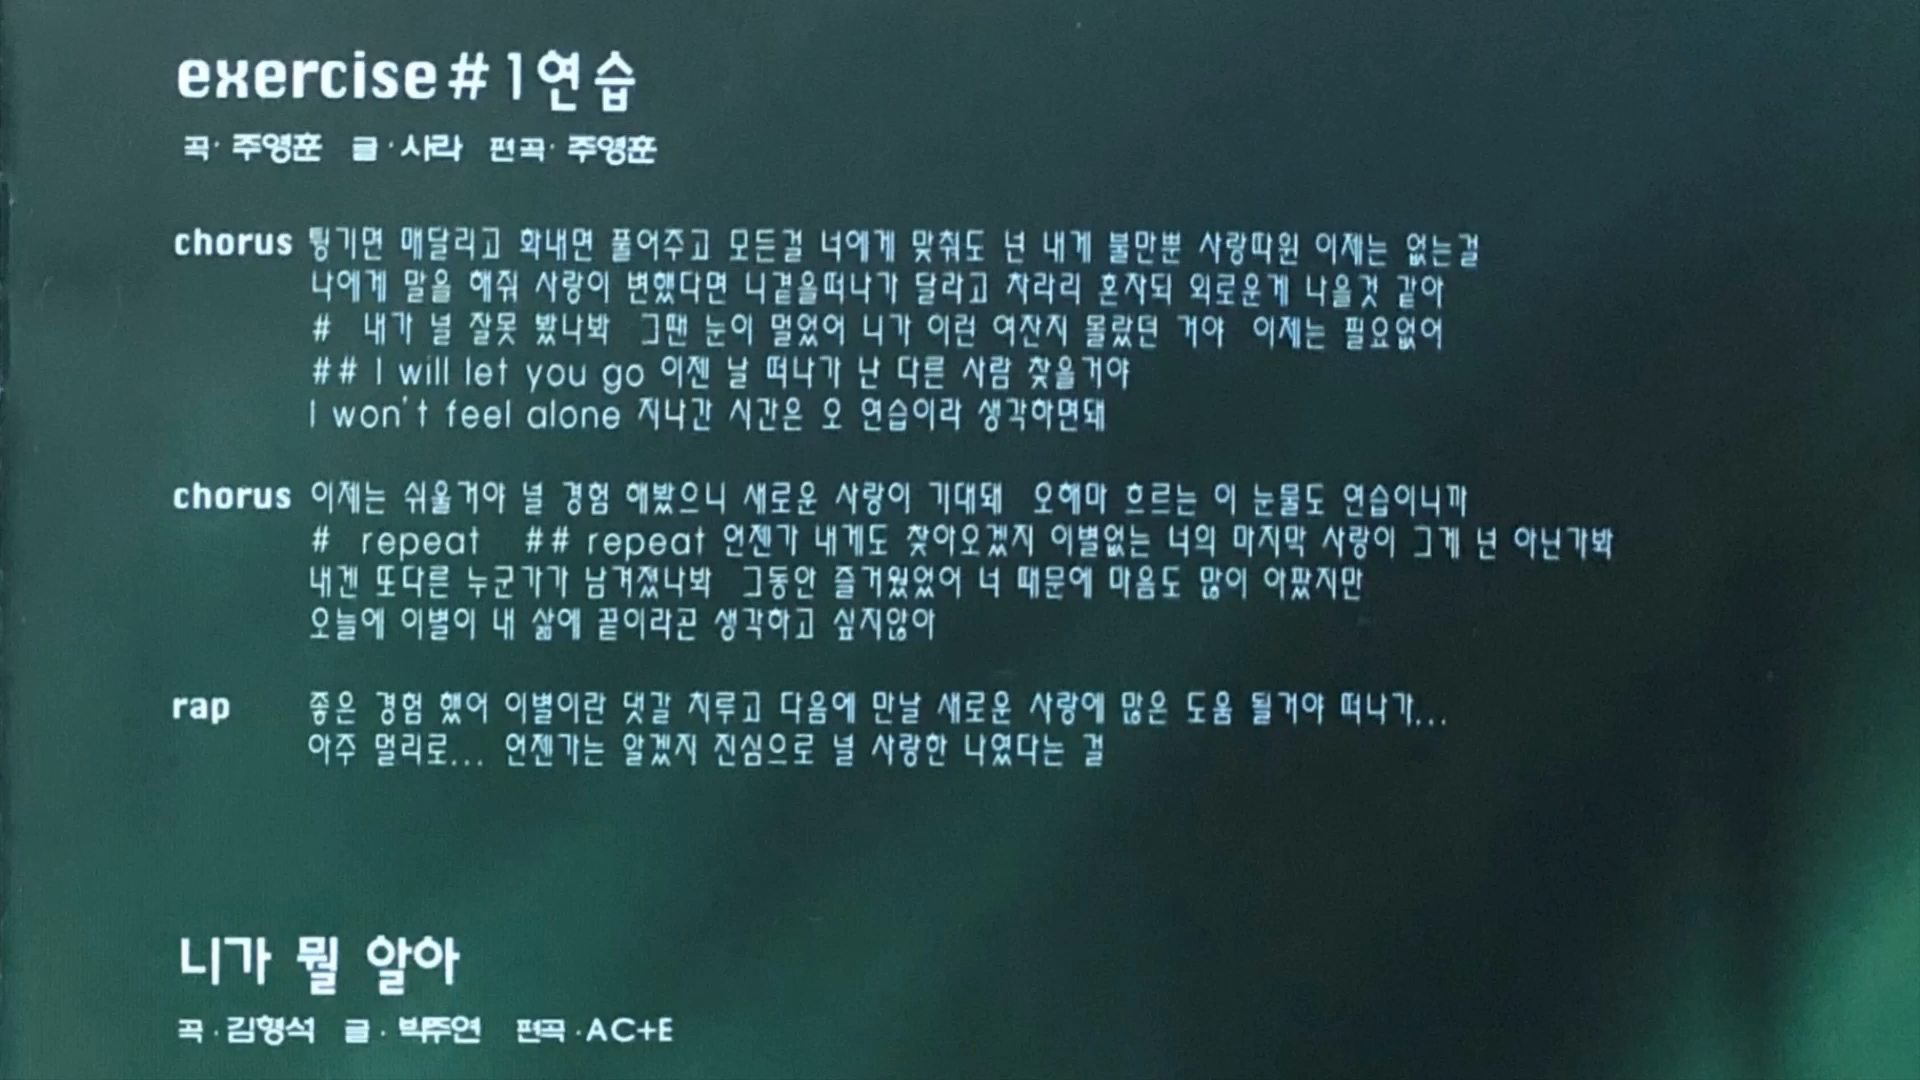 exercise#1연습
곡·주영훈 글·사라 편곡·주영훈
chorus 튕기면 매달리고 화내면 풀어주고 모든걸 너에게 맞춰도 넌 내게 불만뿐 사랑따윈 이제는 없는걸
나에게 말을 해줘 사랑이 변했다면 니곁을떠나가 달라고 차라리 혼자되 외로운게 나을것 같아
# 내가 널 잘못 봤나봐 그땐 눈이 멀었어 니가 이런 여잔지 몰랐던 거야 이제는 필요없어
## I will let you go 이젠 날 떠나가 난 다른 사람 찾을거야
I won't feel alone 지나간 시간은 오 연습이라 생각하면돼
chorus 이제는 쉬울거야 널 경험 해봤으니 새로운 사랑이 기대돼 오해마 흐르는 이 눈물도 연습이니까
# repeat ## repeat 언젠가 내게도 찾아오겠지 이별없는 너의 마지막 사랑이 그게 넌 아닌가봐
내겐 또다른 누군가가 남겨졌나봐 그동안 즐거웠었어 너 때문에 마음도 많이 아팠지만
오늘에 이별이 내 삶에 끝이라곤 생각하고 싶지않아
rap 좋은 경험 했어 이별이란 댓갈 치루고 다음에 만날 새로운 사랑에 많은 도움 될거야 떠나가...
아주 멀리로... 언젠가는 알겠지 진심으로 널 사랑한 나였다는 걸
니가 뭘 알아
곡·김형석 글·박주연 편곡·AC+E